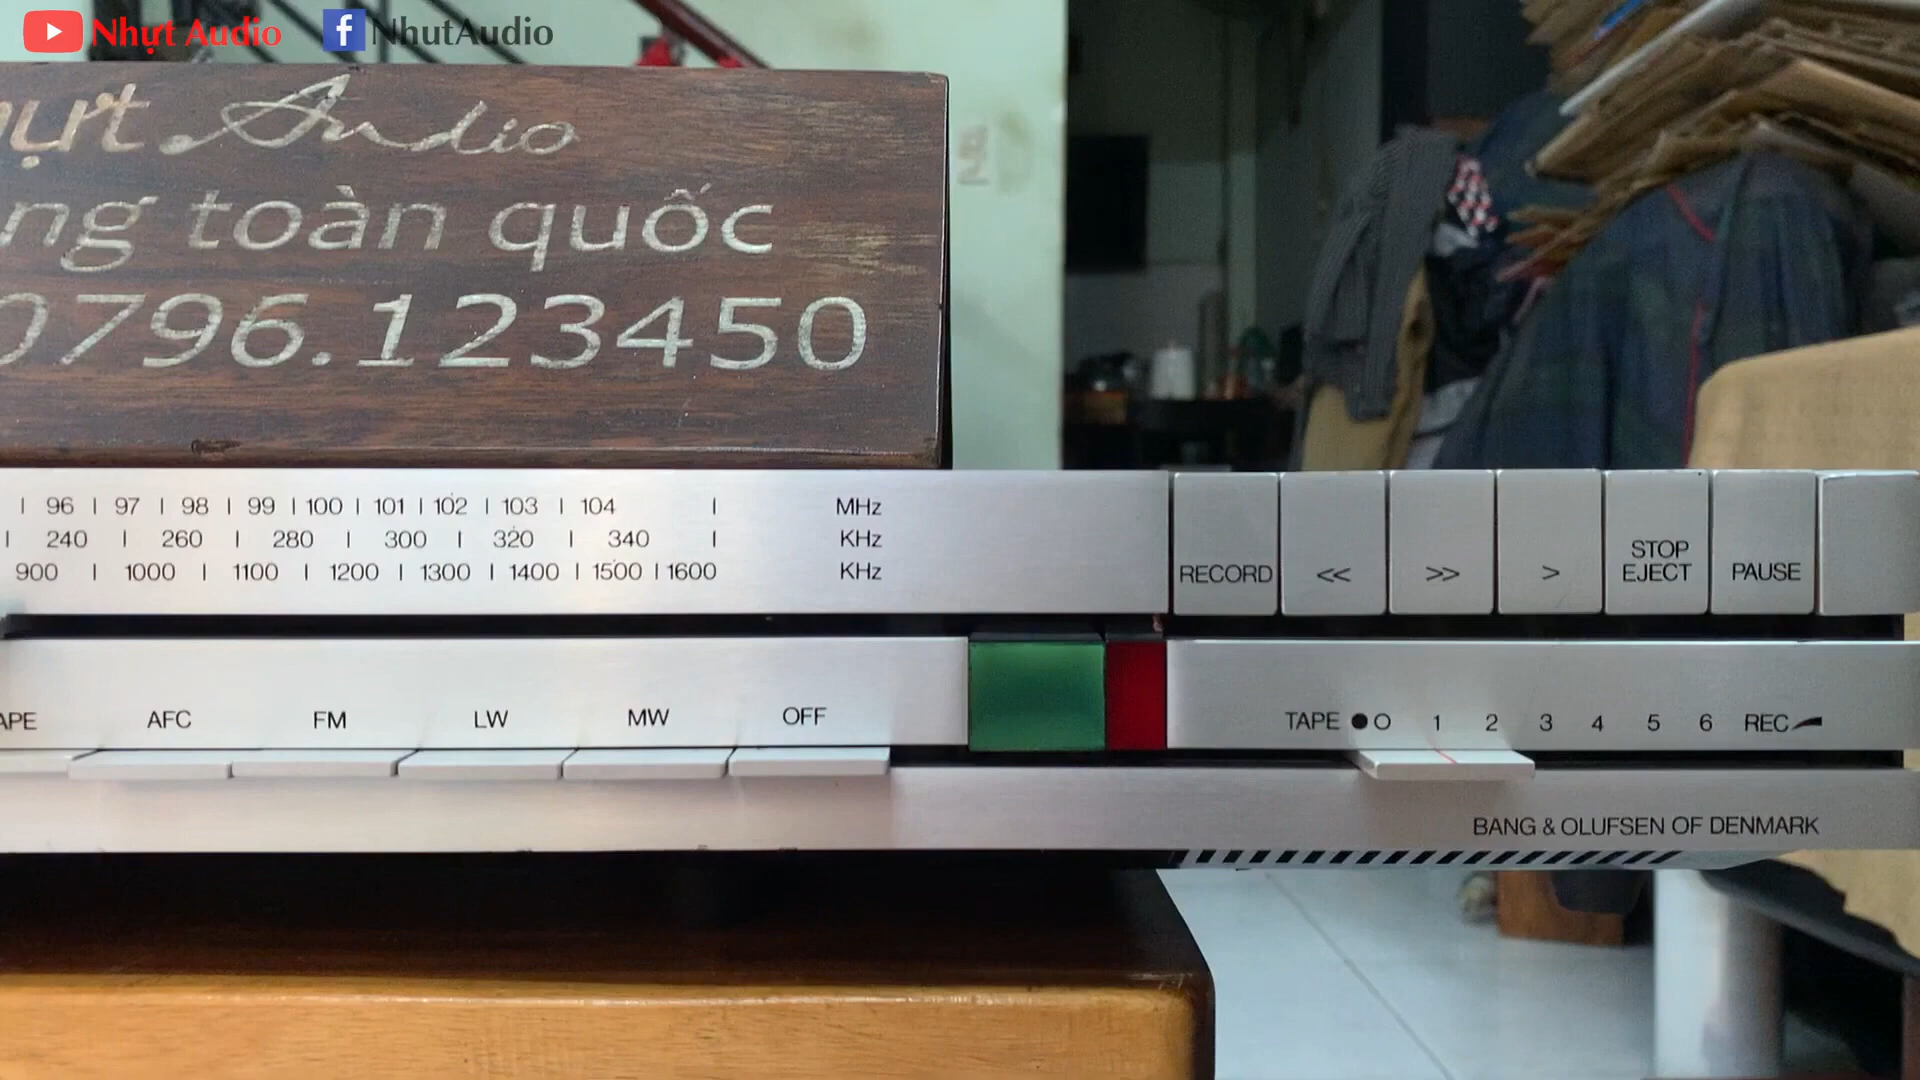 Nhựt Audio NhutAudio
ựt Audio
ng toàn quốc
0796.123450
96 97 98 99 100 101 102 103 104 MHz
240 260 280 300 320 340 KHz
900 1000 1100 1200 1300 1400 1500 1600 KHz
RECORD << >> > STOP EJECT PAUSE
APE AFC FM LW MW OFF
TAPE ● O 1 2 3 4 5 6 REC
BANG & OLUFSEN OF DENMARK